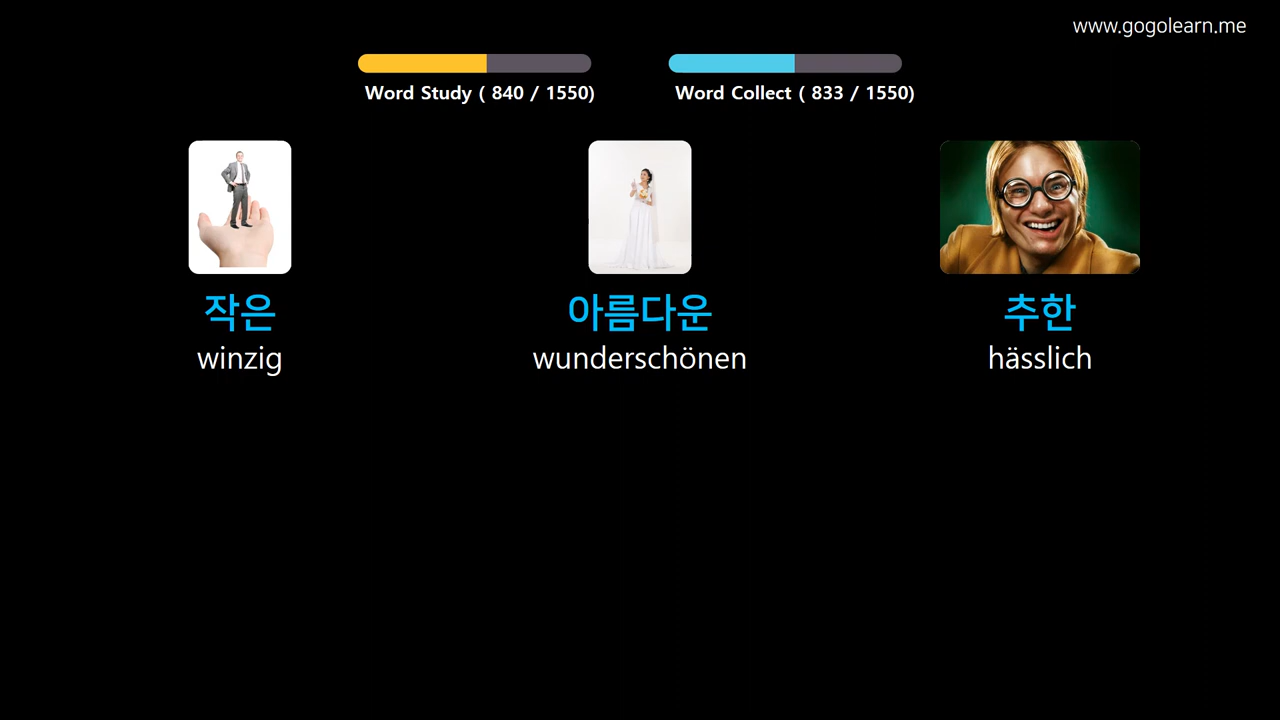 www.gogolearn.me
Word Study ( 840 / 1550)
Word Collect ( 833 / 1550)
작은
아름다운
추한
winzig
wunderschönen
hässlich